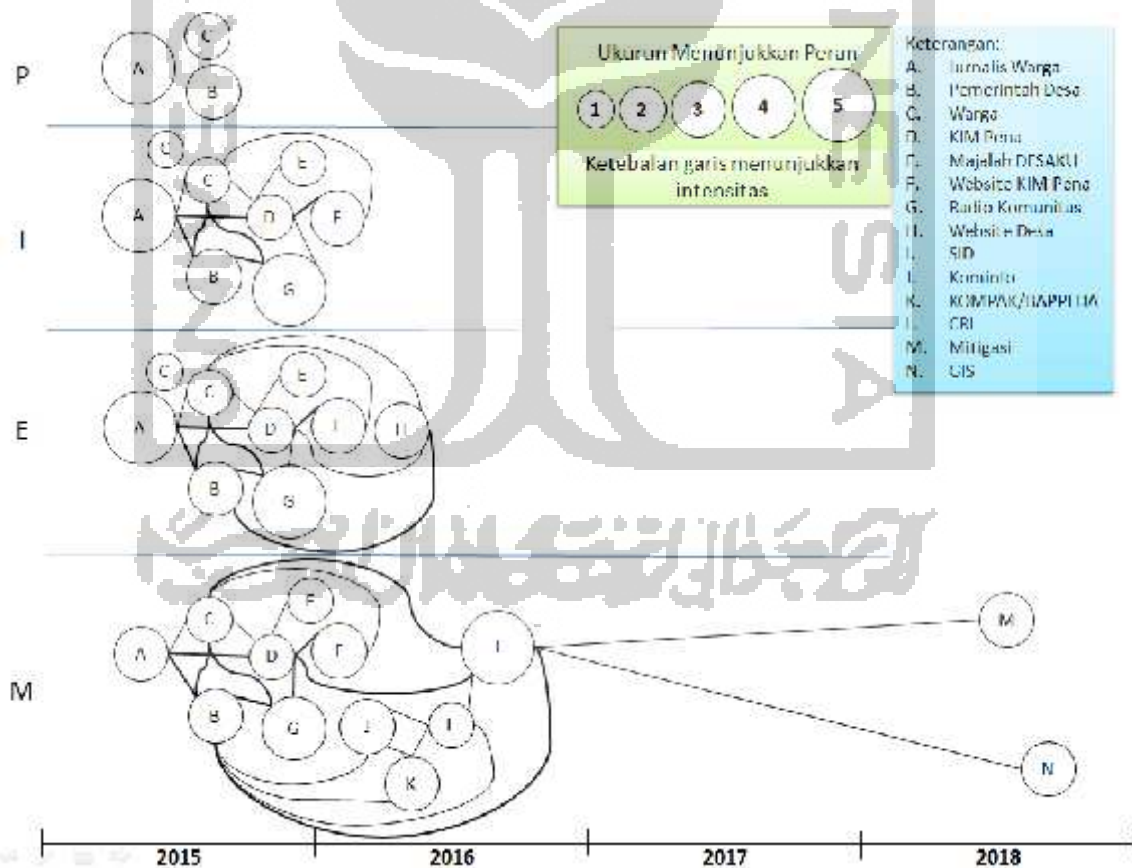 P
C
A
B
Ukuran Menunjukkan Peran
1 2 3 4 5
Ketebalan garis menunjukkan
intensitas
Keterangan:
A. Jurnalis Warga
B. Pemerintah Desa
C. Warga
D. KIM Pena
E. Majalah DESAKU
F. Website KIM Pena
G. Radio Komunitas
H. Website Desa
I. SID
J. Kominfo
K. KOMPAK/BAPPEDA
L. CRI
M. Mitigasi
N. GIS
I
C
C
E
A
D
F
B
G
E
C
C
E
A
D
H
B
G
M
C
A
D
M
B
G
J
K
N
2015 2016 2017 2018